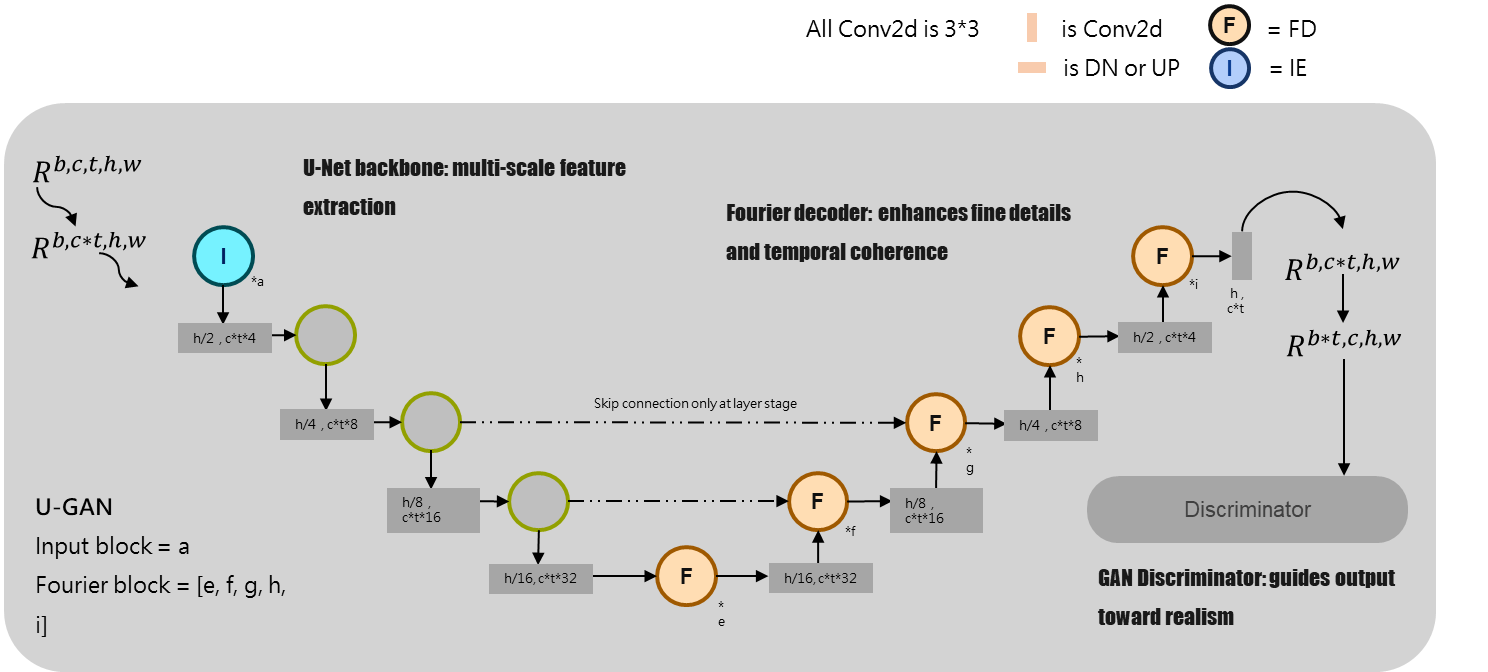 All Conv2d is 3*3
is Conv2d
F = FD
is DN or UP
I = IE
R^{b,c,t,h,w}
R^{b,c*t,h,w}
U-Net backbone: multi-scale feature
extraction
Fourier decoder: enhances fine details
and temporal coherence
I
*a
h/2 , c*t*4
h/4 , c*t*8
h/8 ,
c*t*16
h/16, c*t*32
Skip connection only at layer stage
F
*
e
h/16, c*t*32
F
*f
h/8 ,
c*t*16
F
*
g
h/4 , c*t*8
F
*
h
h/2 , c*t*4
F
*i
h ,
c*t
R^{b,c*t,h,w}
R^{b*t,c,h,w}
Discriminator
GAN Discriminator: guides output
toward realism
U-GAN
Input block = a
Fourier block = [e, f, g, h,
i]